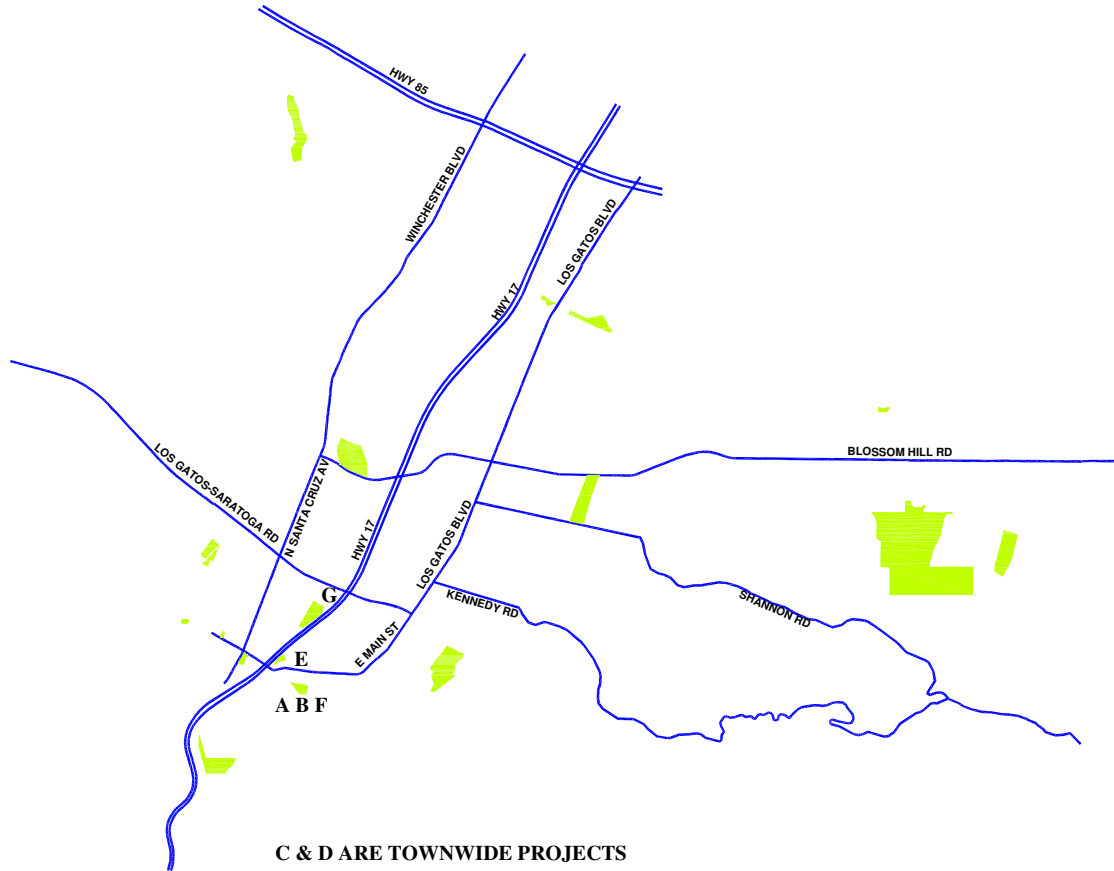 HWY 85
WINCHESTER BLVD
LOS GATOS BLVD
HWY 17
LOS GATOS-SARATOGA RD
N SANTA CRUZ AV
BLOSSOM HILL RD
HWY 17
LOS GATOS BLVD
G
KENNEDY RD
SHANNON RD
E MAIN ST
E
A B F
C & D ARE TOWNWIDE PROJECTS